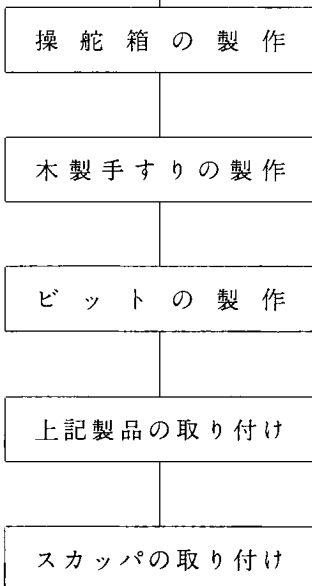 操舵箱の製作
木製手すりの製作
ビットの製作
上記製品の取り付け
スカッパの取り付け